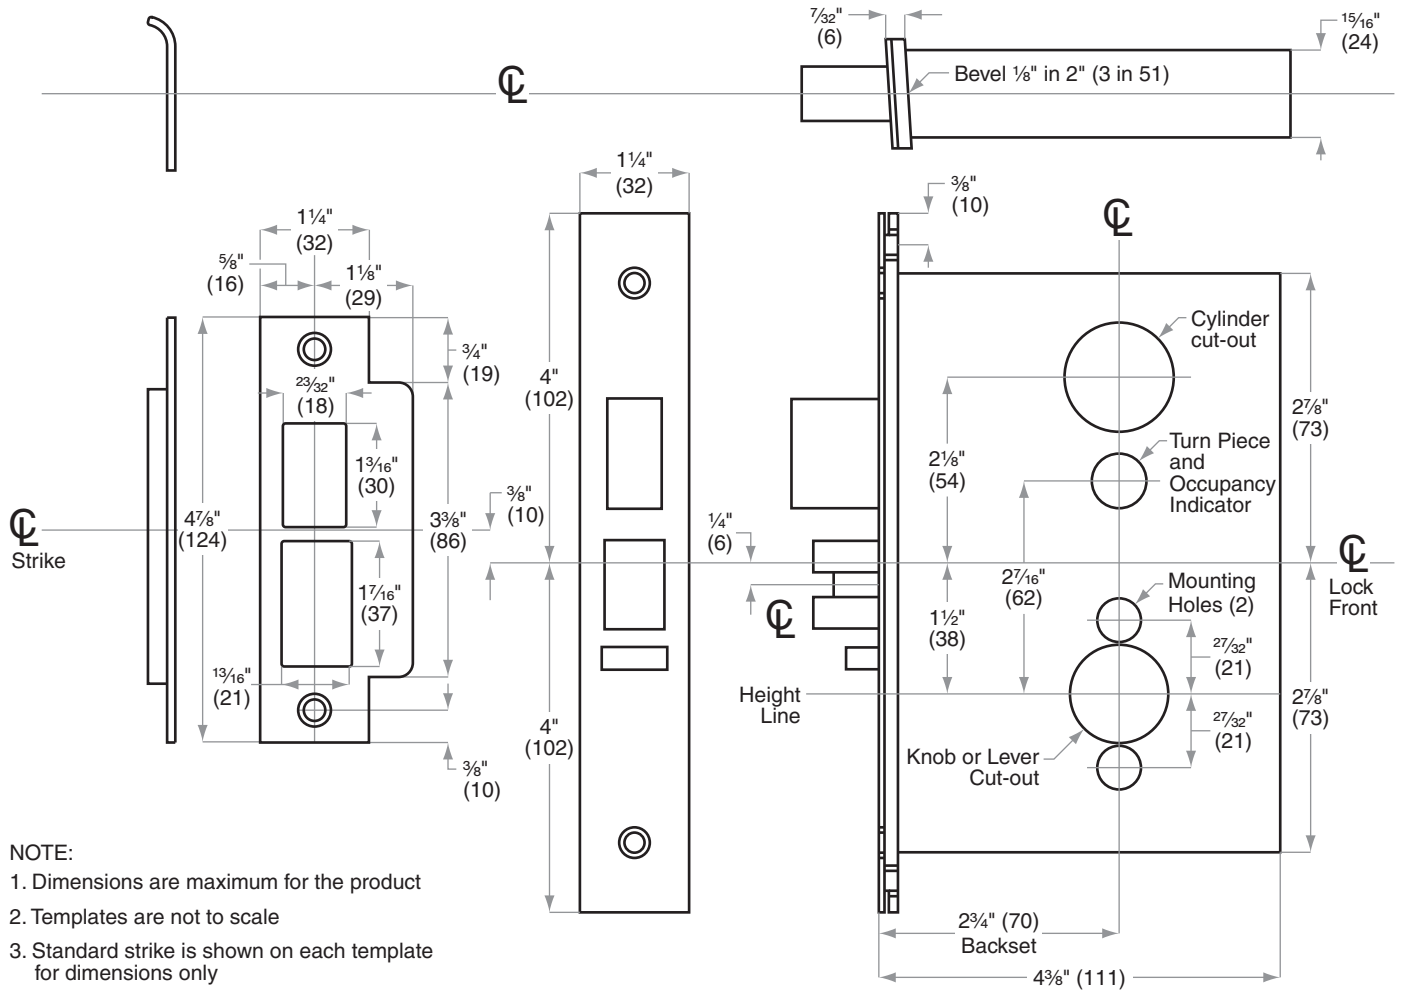 ⁷⁄₃₂"
(6)
¹⁵⁄₁₆"
(24)
Bevel ⅛" in 2" (3 in 51)
℄
1¼"
(32)
⅜"
(10)
℄
1¼"
(32)
⅝"
(16)
1⅛"
(29)
¾"
(19)
²³⁄₃₂"
(18)
1³⁄₁₆"
(30)
4⅞"
(124)
3⅜"
(86)
1⁷⁄₁₆"
(37)
¹³⁄₁₆"
(21)
⅜"
(10)
℄
Strike
⅜"
(10)
4"
(102)
4"
(102)
¼"
(6)
℄
Cylinder
cut-out
Turn Piece
and
Occupancy
Indicator
2⅛"
(54)
2⁷⁄₁₆"
(62)
1½"
(38)
Mounting
Holes (2)
²⁷⁄₃₂"
(21)
²⁷⁄₃₂"
(21)
2⅞"
(73)
2⅞"
(73)
℄
Lock
Front
Height
Line
Knob or Lever
Cut-out
2¾" (70)
Backset
4⅜" (111)
NOTE:
1. Dimensions are maximum for the product
2. Templates are not to scale
3. Standard strike is shown on each template
for dimensions only